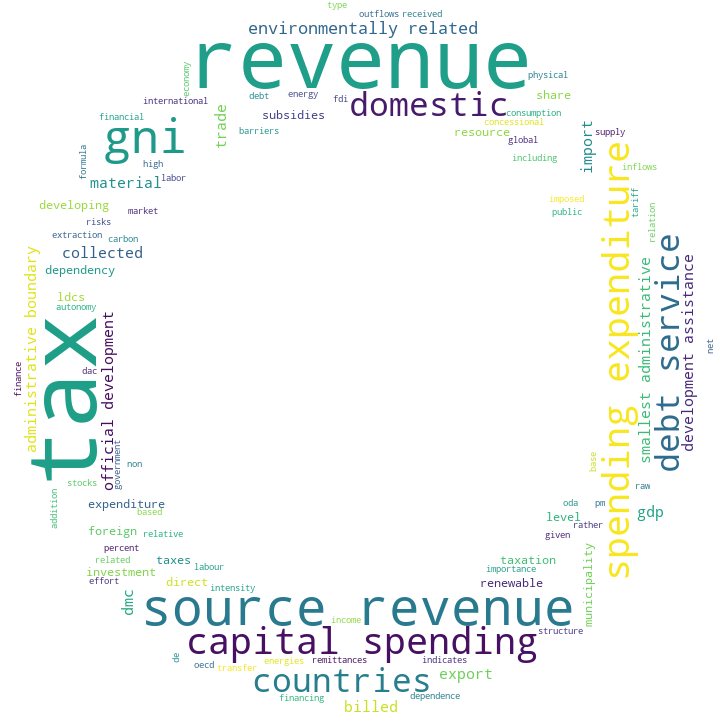 type
outflows received
environmentally related
revenue
economy
physical
debt
energy
fdi
domestic
share
international
consumption
subsidies
trade
concessional
financial
gni
barriers
resource
import
supply
global
formula
high
including
inflows
material
labor
spending expenditure
developing
imposed
tariff
market
public
relation
risks
extraction
carbon
collected
debt service
dependency
administrative boundary
smallest administrative
development assistance
ldcs
autonomy
tax
official development
net
dac
finance
government
non
base
stocks
raw
addition
expenditure
based
oda
pm
gdp
level
rather
foreign
relative
given
percent
municipality
related
taxes
taxation
labour
importance
investment
effort
direct
intensity
renewable
dmc
source revenue
income
structure
capital spending
de
oecd
transfer
energies
remittances
indicates
countries
export
financing
dependence
billed